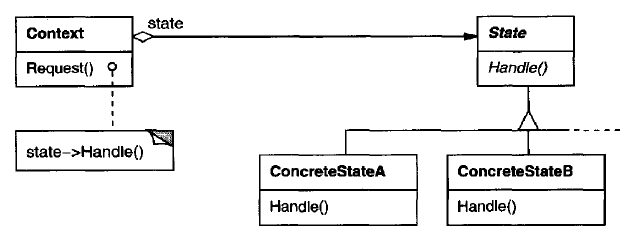 state
Context
State
Request()
Handle()
state->Handle()
ConcreteStateA
ConcreteStateB
Handle()
Handle()